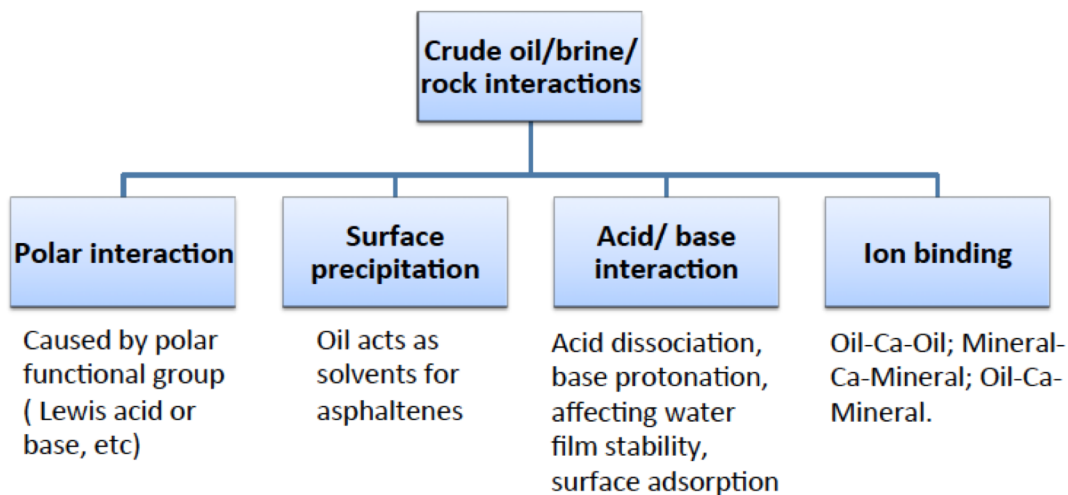 Crude oil/brine/
rock interactions
Polar interaction
Caused by polar
functional group
( Lewis acid or
base, etc)
Surface
precipitation
Oil acts as
solvents for
asphaltenes
Acid/ base
interaction
Acid dissociation,
base protonation,
affecting water
film stability,
surface adsorption
Ion binding
Oil-Ca-Oil; Mineral-
Ca-Mineral; Oil-Ca-
Mineral.